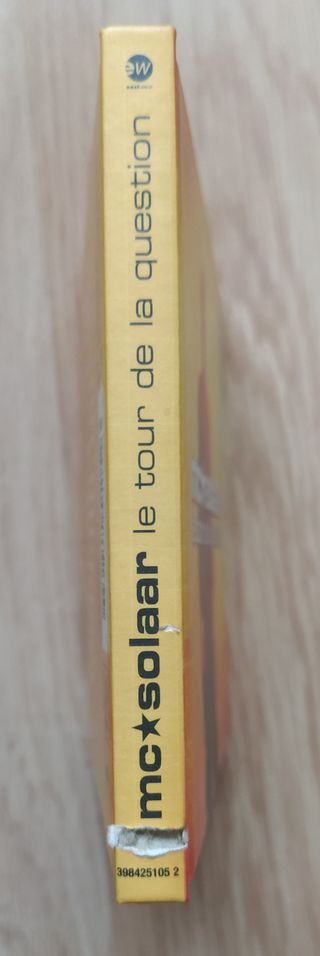 ew
mc★solaar le tour de la question
398425105 2